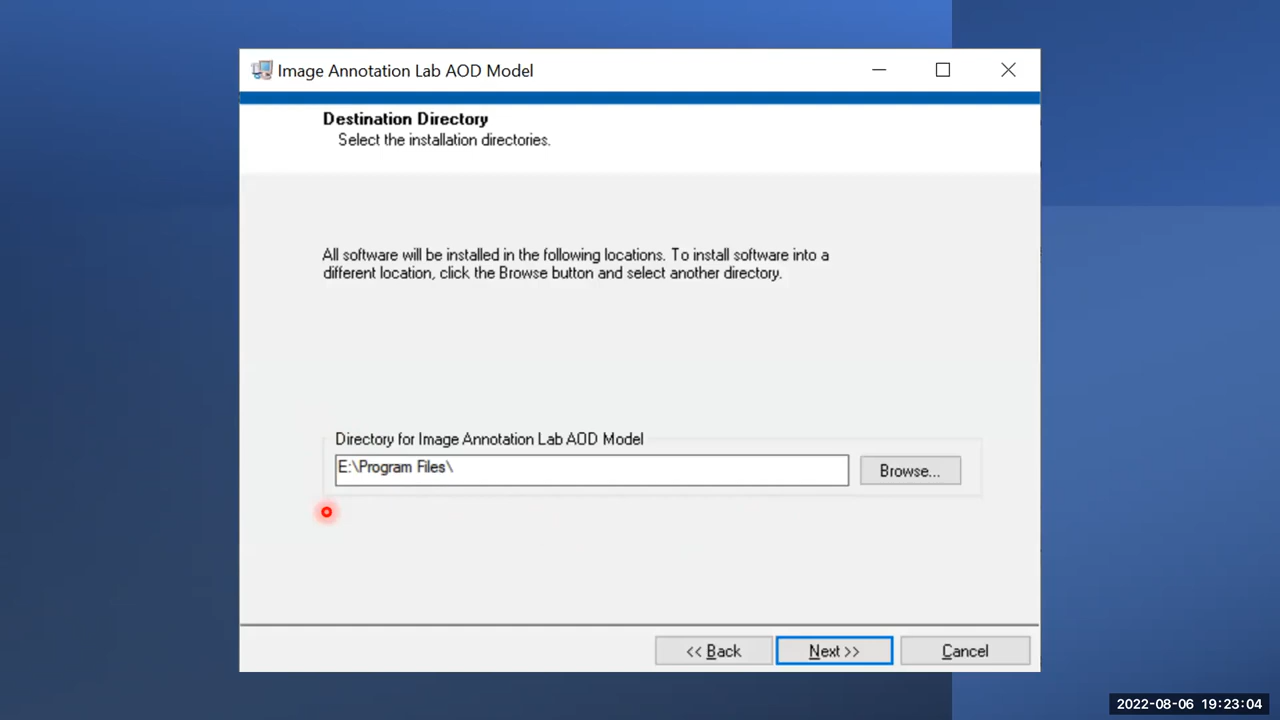 Image Annotation Lab AOD Model
Destination Directory
Select the installation directories.
All software will be installed in the following locations. To install software into a
different location, click the Browse button and select another directory.
Directory for Image Annotation Lab AOD Model
E:\Program Files\
Browse...
<< Back
Next >>
Cancel
2022-08-06 19:23:04